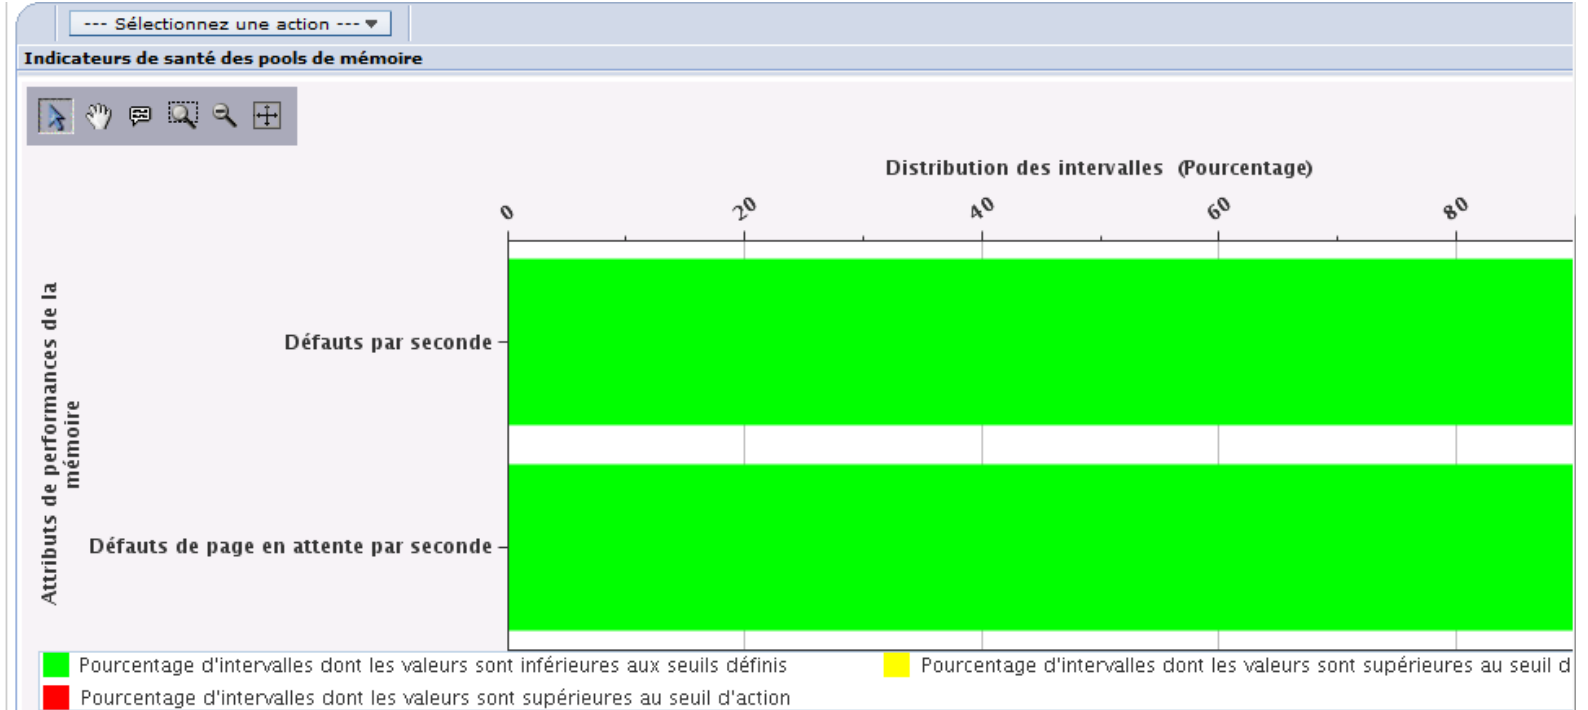 --- Sélectionnez une action ---
Indicateurs de santé des pools de mémoire
Distribution des intervalles (Pourcentage)
0 20 40 60 80
Attributs de performances de la
mémoire
Défauts par seconde
Défauts de page en attente par seconde
Pourcentage d'intervalles dont les valeurs sont inférieures aux seuils définis
Pourcentage d'intervalles dont les valeurs sont supérieures au seuil d
Pourcentage d'intervalles dont les valeurs sont supérieures au seuil d'action